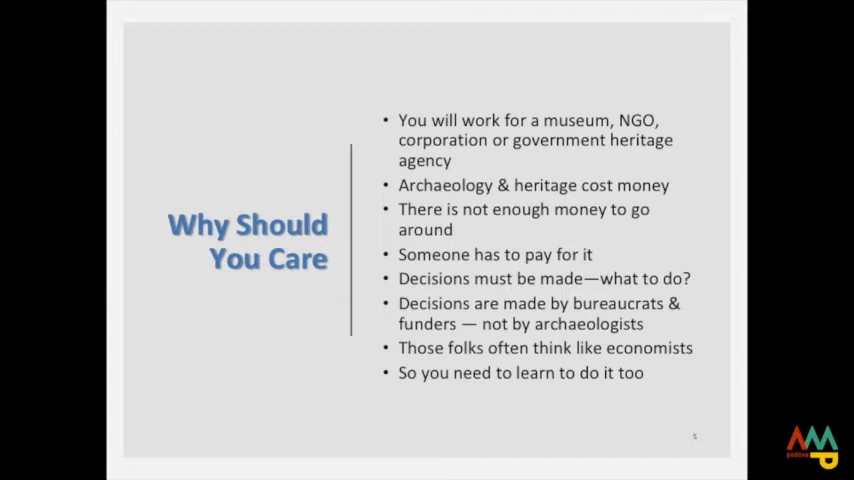 Why Should
You Care
• You will work for a museum, NGO,
corporation or government heritage
agency
• Archaeology & heritage cost money
• There is not enough money to go
around
• Someone has to pay for it
• Decisions must be made—what to do?
• Decisions are made by bureaucrats &
funders — not by archaeologists
• Those folks often think like economists
• So you need to learn to do it too
5
padova